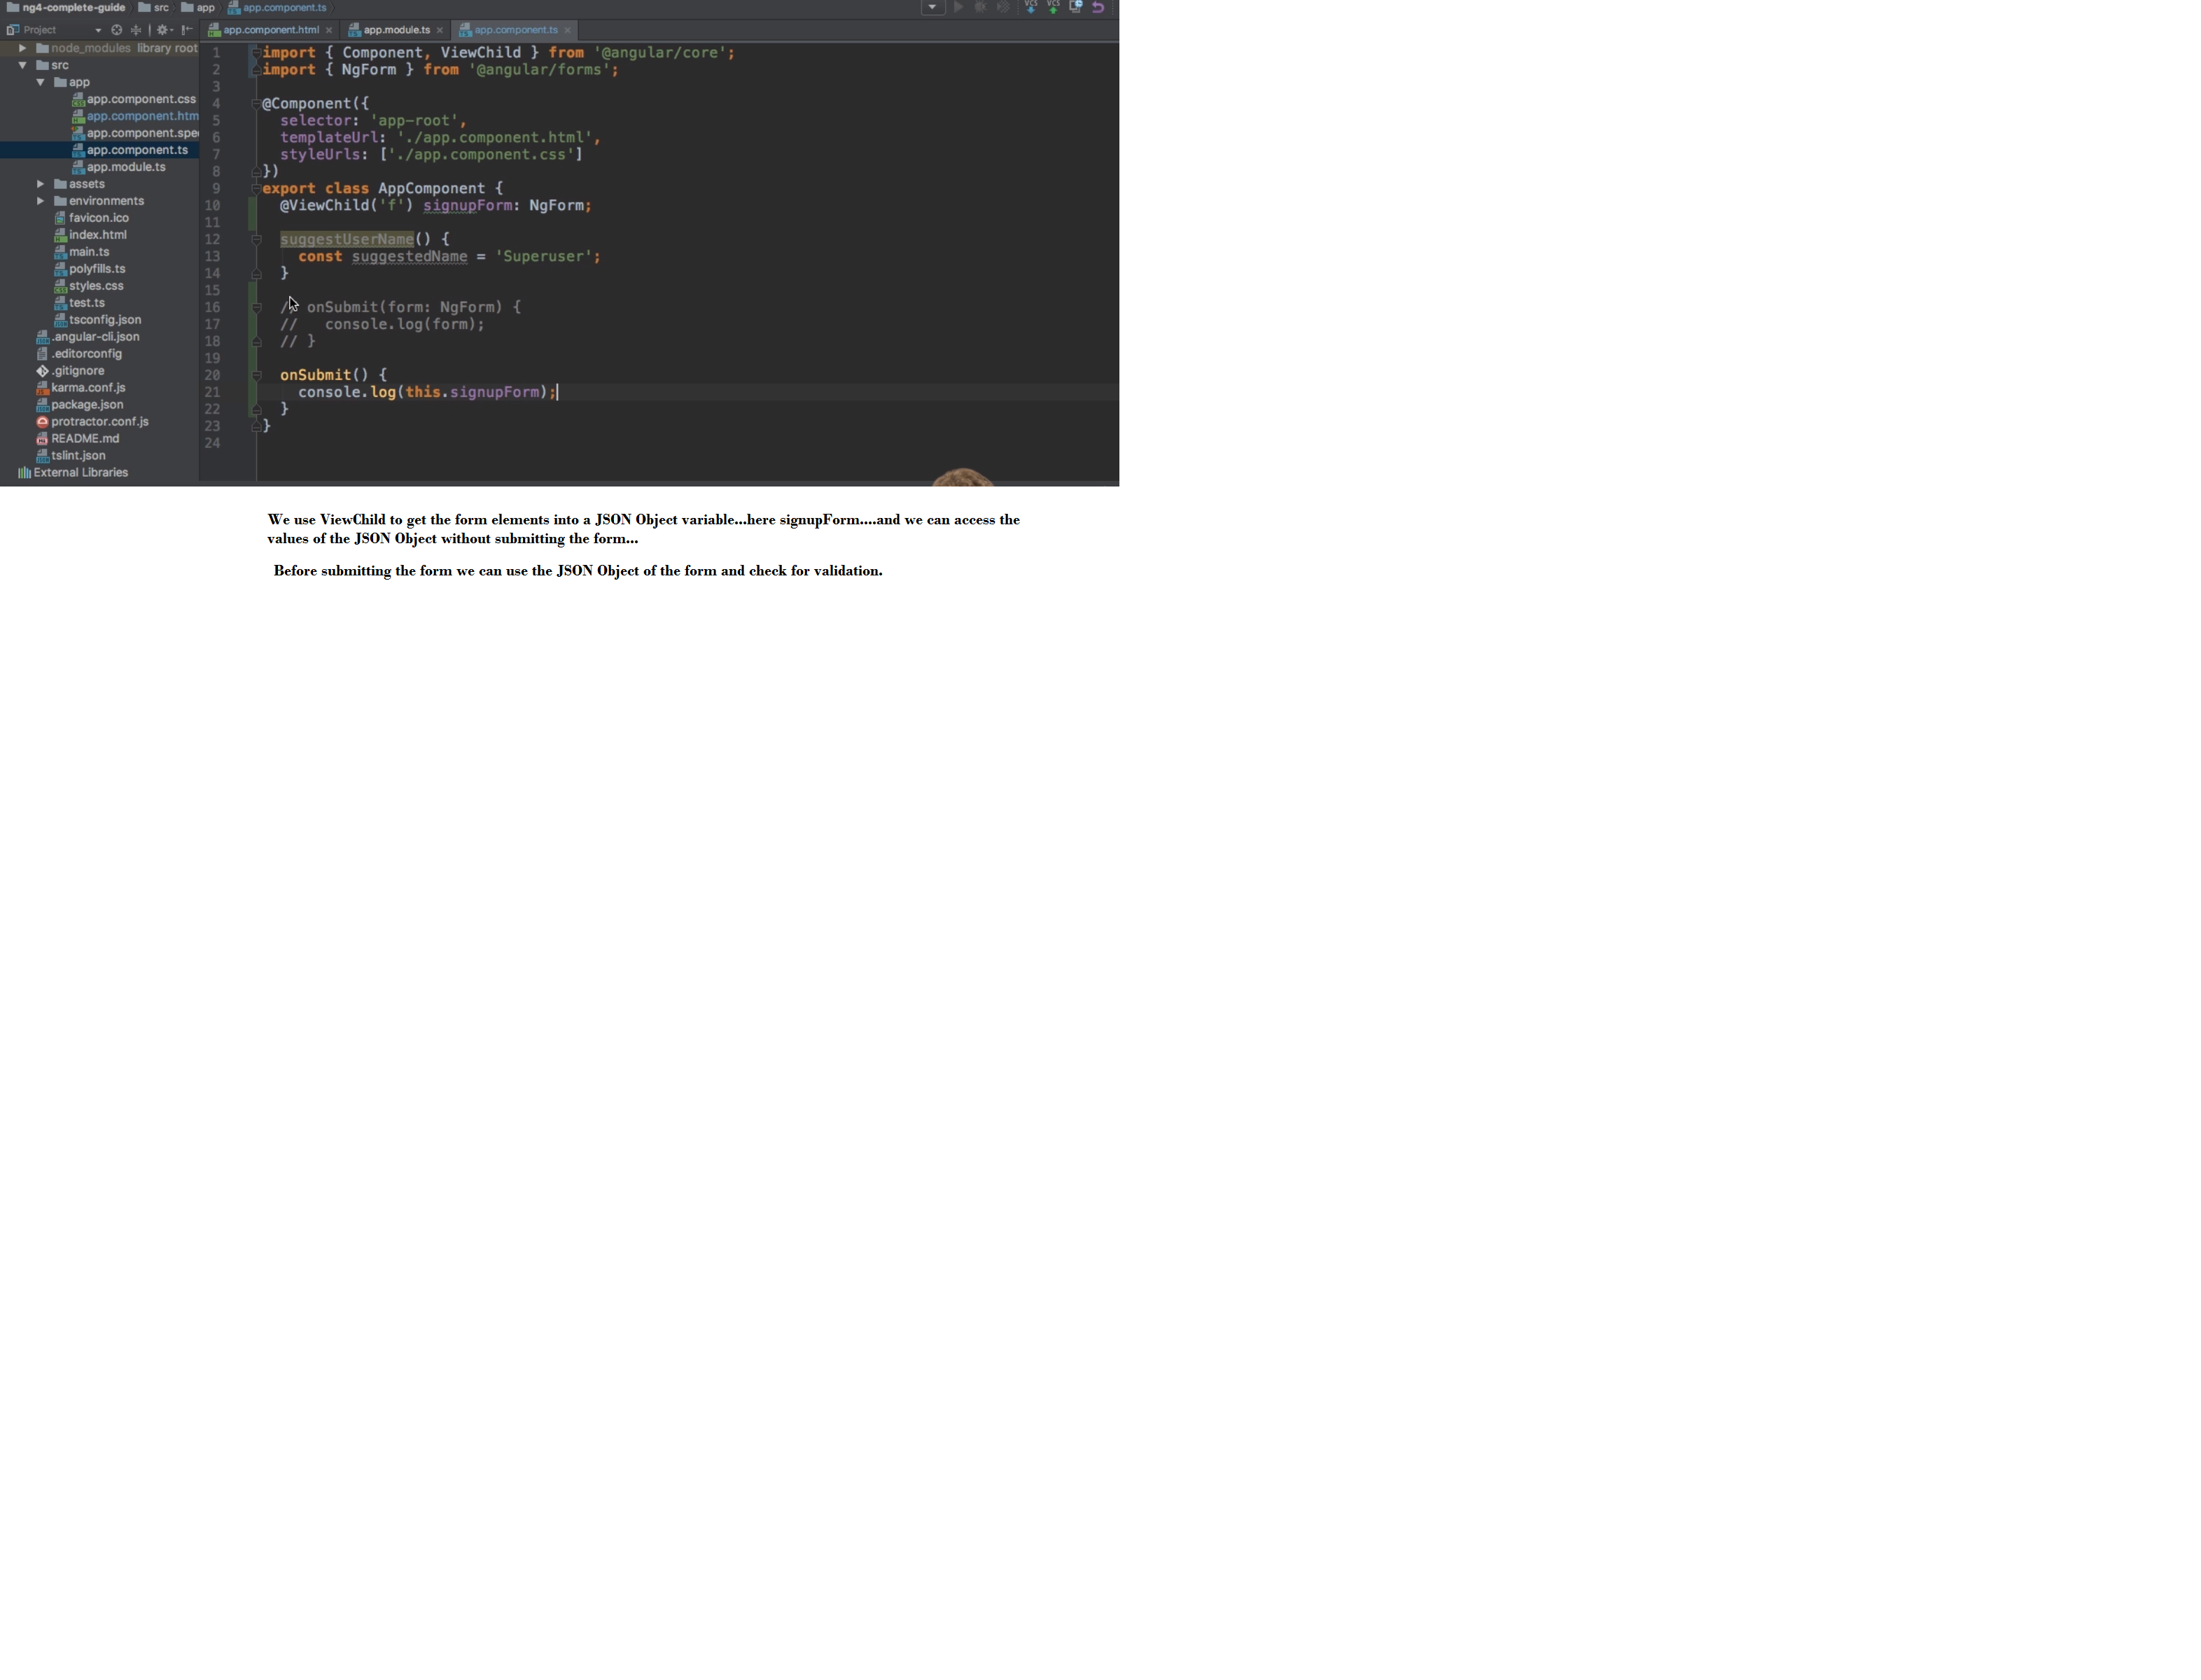 ng4-complete-guide src app app.component.ts
Project
app.component.html × app.module.ts × app.component.ts ×
VCS VCS
node_modules library root
src
app
app.component.css
app.component.htm
app.component.spe
app.component.ts
app.module.ts
assets
environments
favicon.ico
index.html
main.ts
polyfills.ts
styles.css
test.ts
tsconfig.json
.angular-cli.json
.editorconfig
.gitignore
karma.conf.js
package.json
protractor.conf.js
README.md
tslint.json
External Libraries
1 import { Component, ViewChild } from '@angular/core';
2 import { NgForm } from '@angular/forms';
3
4 @Component({
5 selector: 'app-root',
6 templateUrl: './app.component.html',
7 styleUrls: ['./app.component.css']
8 })
9 export class AppComponent {
10 @ViewChild('f') signupForm: NgForm;
11
12 suggestUserName() {
13 const suggestedName = 'Superuser';
14 }
15
16 // onSubmit(form: NgForm) {
17 // console.log(form);
18 // }
19
20 onSubmit() {
21 console.log(this.signupForm);
22 }
23 }
24
We use ViewChild to get the form elements into a JSON Object variable...here signupForm....and we can access the
values of the JSON Object without submitting the form...
Before submitting the form we can use the JSON Object of the form and check for validation.